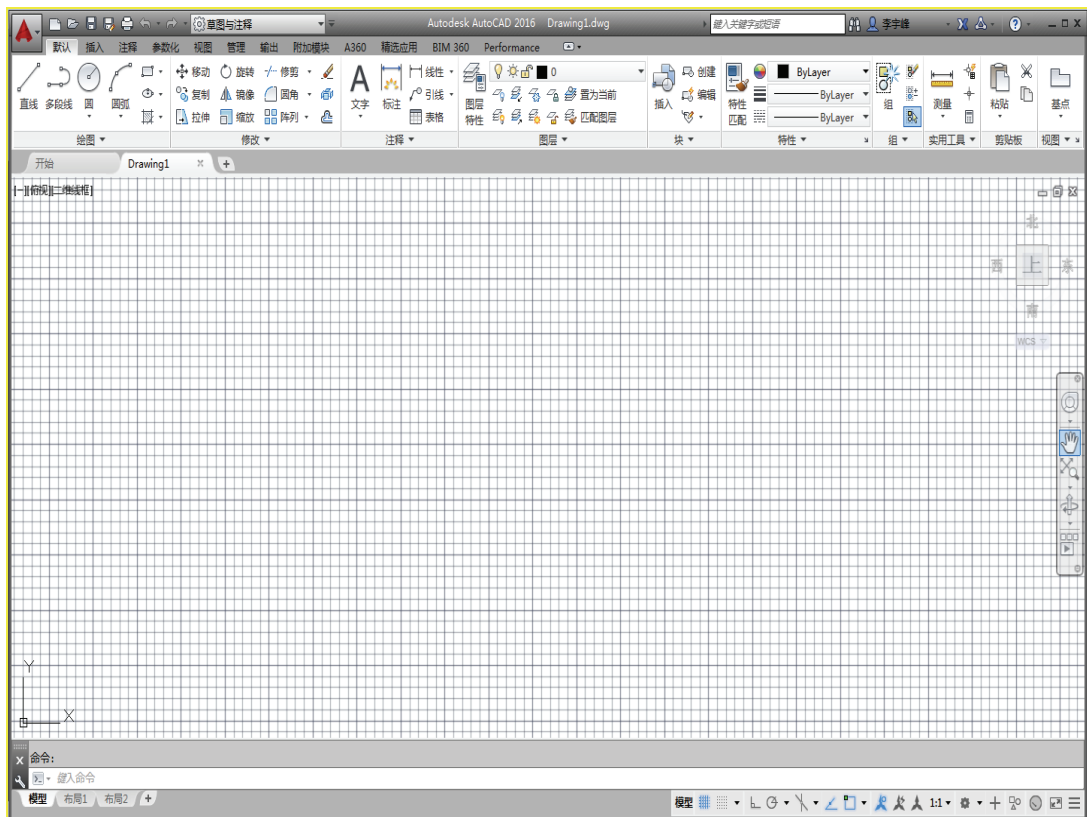 草图与注释 Autodesk AutoCAD 2016 Drawing1.dwg 键入关键字或短语 李宇峰
默认 插入 注释 参数化 视图 管理 输出 附加模块 A360 精选应用 BIM 360 Performance
直线 多段线 圆 圆弧
移动 旋转 修剪
复制 镜像 圆角
拉伸 缩放 阵列
文字 标注
线性
引线
表格
图层
特性
0
置为当前
匹配图层
插入
创建
编辑
特性
匹配
ByLayer
ByLayer
ByLayer
组
测量
粘贴
基点
绘图 修改 注释 图层 块 特性 组 实用工具 剪贴板 视图
开始 Drawing1
[-][俯视][二维线框]
北
西 上 东
南
WCS
Y
X
命令:
键入命令
模型 布局1 布局2
模型 1:1